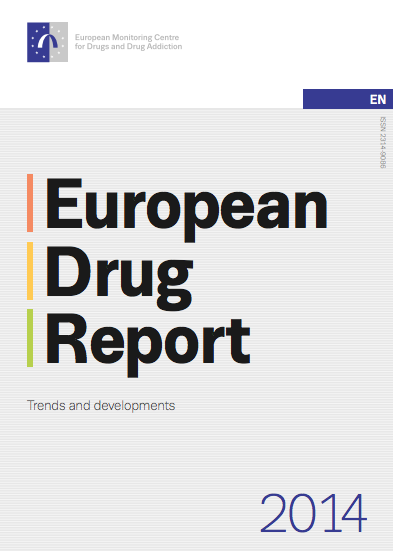 European Monitoring Centre
for Drugs and Drug Addiction
EN
ISSN 2314-9086
European
Drug
Report
Trends and developments
2014